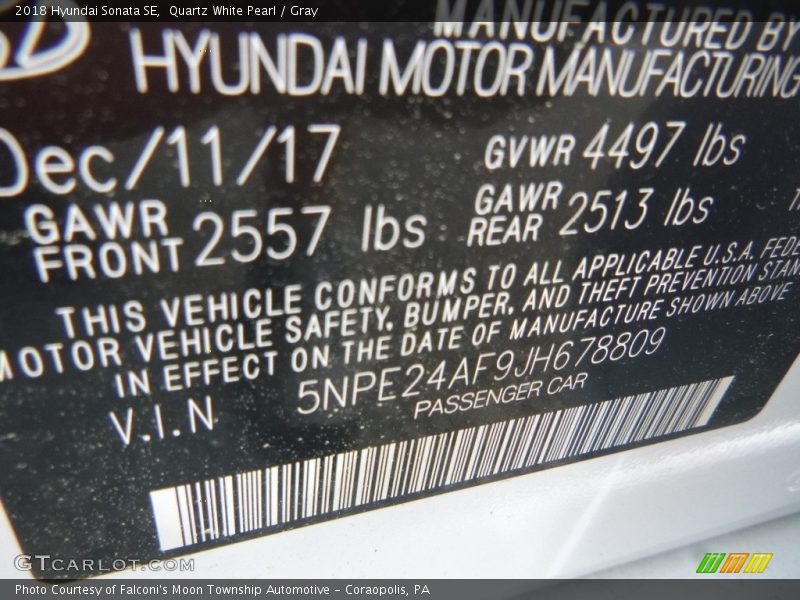 2018 Hyundai Sonata SE,  Quartz White Pearl / Gray
MANUFACTURED BY
HYUNDAI MOTOR MANUFACTURING
Dec/11/17
GVWR 4497 lbs
GAWR FRONT 2557 lbs
GAWR REAR 2513 lbs
THIS VEHICLE CONFORMS TO ALL APPLICABLE U.S.A.
MOTOR VEHICLE SAFETY, BUMPER, AND THEFT PREVENTION
IN EFFECT ON THE DATE OF MANUFACTURE SHOWN ABOVE
V.I.N 5NPE24AF9JH678809
PASSENGER CAR
GTCARLOT.COM
Photo Courtesy of Falconi's Moon Township Automotive – Coraopolis, PA